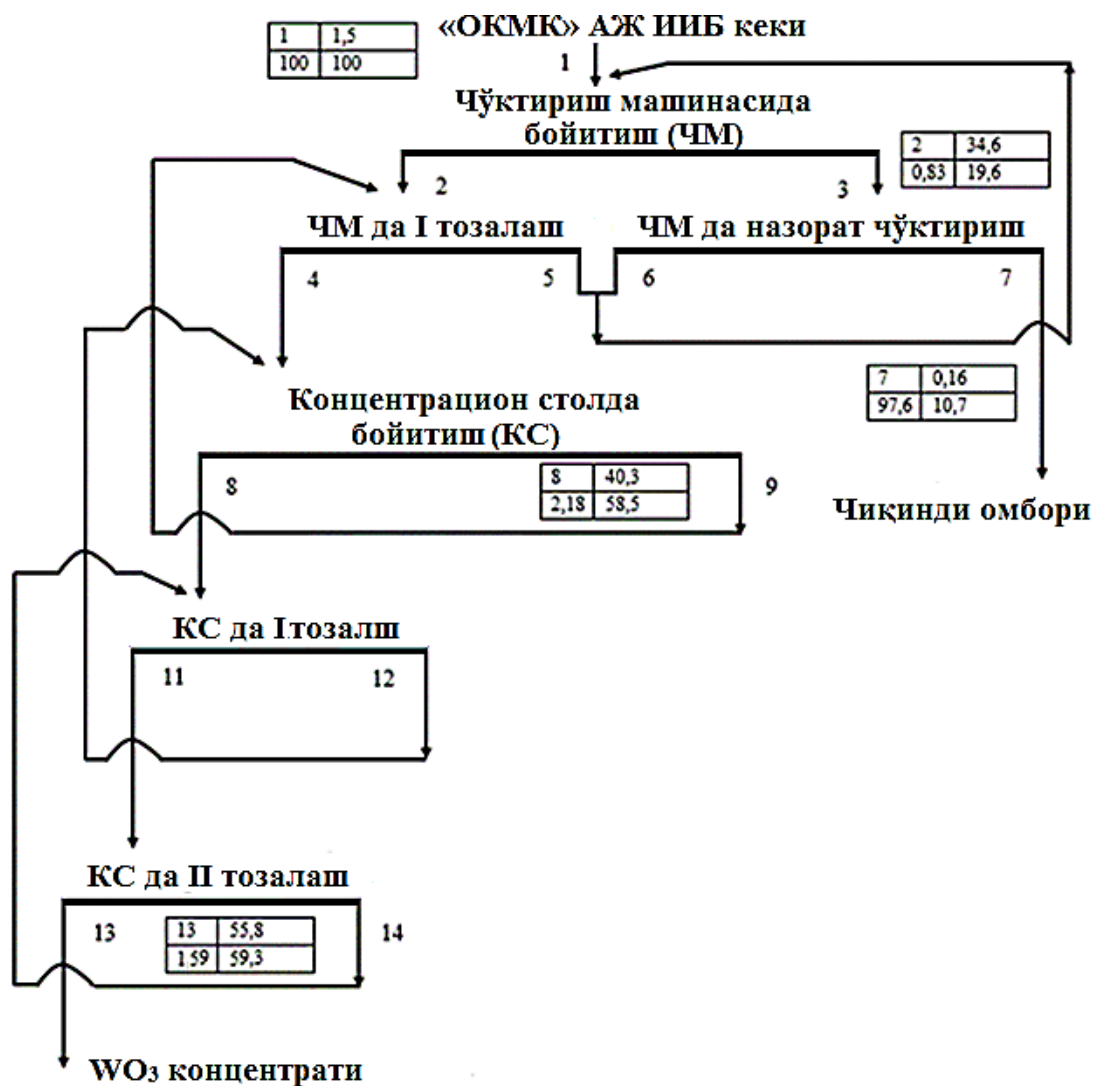 «ОКМК» АЖ ИИБ кеки
1 1,5
100 100
1
Чўктириш машинасида
бойитиш (ЧМ)
2 34,6
0,83 19,6
2
3
ЧМ да I тозалаш
ЧМ да назорат чўктириш
4
5
6
7
7 0,16
97,6 10,7
Концентрацион столда
бойитиш (КС)
8
8 40,3
2,18 58,5
9
Чиқинди омбори
КС да I.тозалш
11
12
КС да II тозалаш
13
13 55,8
1.59 59,3
14
WO₃ концентрати